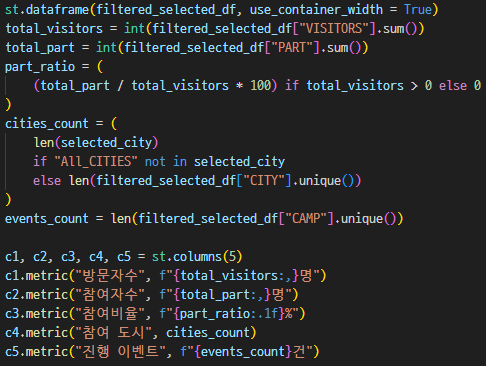 st.dataframe(filtered_selected_df, use_container_width = True)
total_visitors = int(filtered_selected_df["VISITORS"].sum())
total_part = int(filtered_selected_df["PART"].sum())
part_ratio = (
    (total_part / total_visitors * 100) if total_visitors > 0 else 0
)
cities_count = (
    len(selected_city)
    if "All_CITIES" not in selected_city
    else len(filtered_selected_df["CITY"].unique())
)
events_count = len(filtered_selected_df["CAMP"].unique())

c1, c2, c3, c4, c5 = st.columns(5)
c1.metric("방문자수", f"{total_visitors:,}명")
c2.metric("참여자수", f"{total_part:,}명")
c3.metric("참여비율", f"{part_ratio:.1f}%")
c4.metric("참여 도시", cities_count)
c5.metric("진행 이벤트", f"{events_count}건")